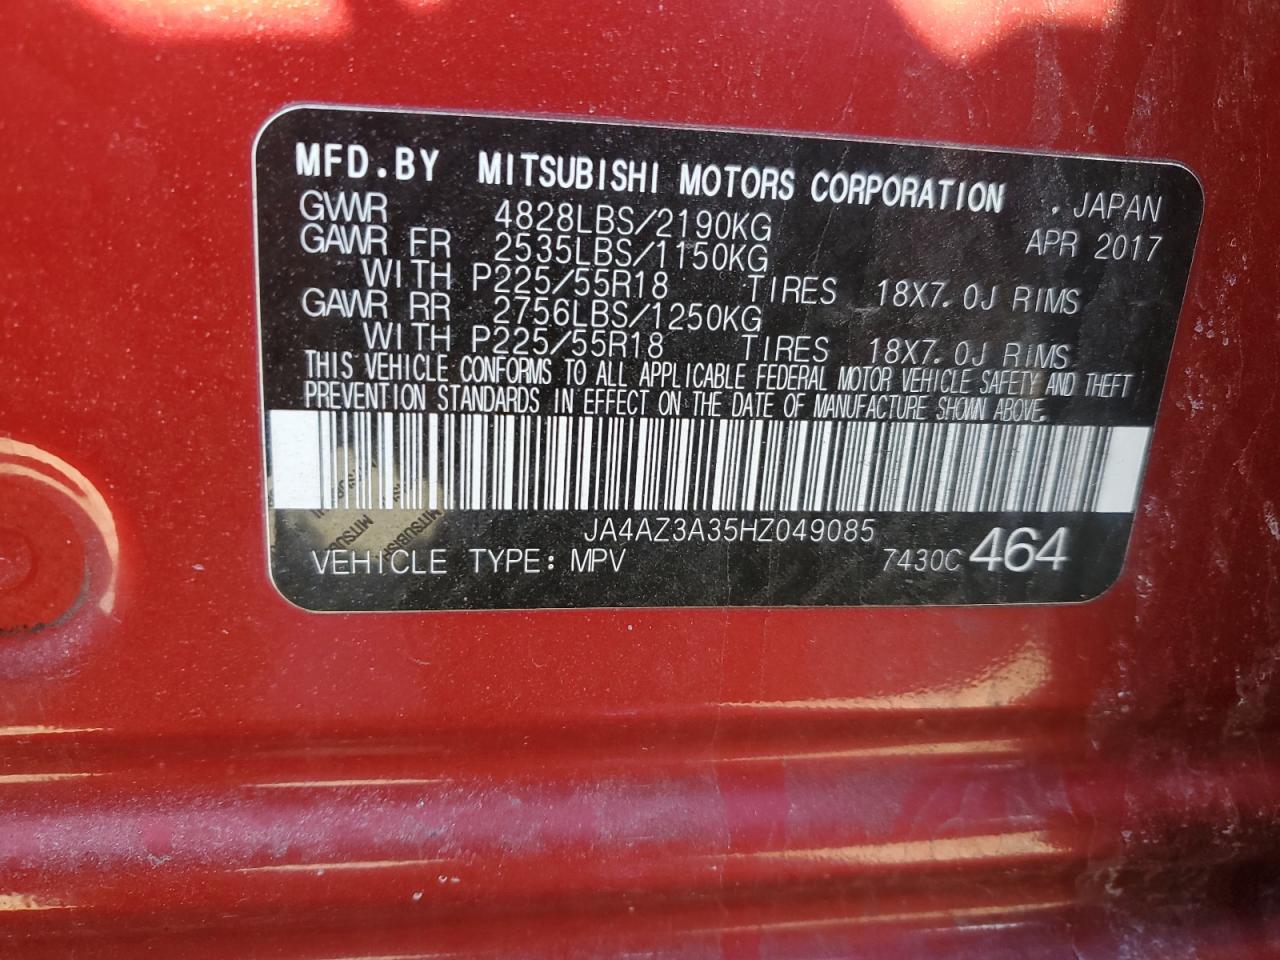 MFD.BY MITSUBISHI MOTORS CORPORATION, JAPAN
GVWR 4828LBS/2190KG APR 2017
GAWR FR 2535LBS/1150KG
WITH P225/55R18 TIRES 18X7.0J RIMS
GAWR RR 2756LBS/1250KG
WITH P225/55R18 TIRES 18X7.0J RIMS
THIS VEHICLE CONFORMS TO ALL APPLICABLE FEDERAL MOTOR VEHICLE SAFETY AND THEFT
PREVENTION STANDARDS IN EFFECT ON THE DATE OF MANUFACTURE SHOWN ABOVE.
JA4AZ3A35HZ049085
VEHICLE TYPE: MPV 7430C 464
MITSUBISHI